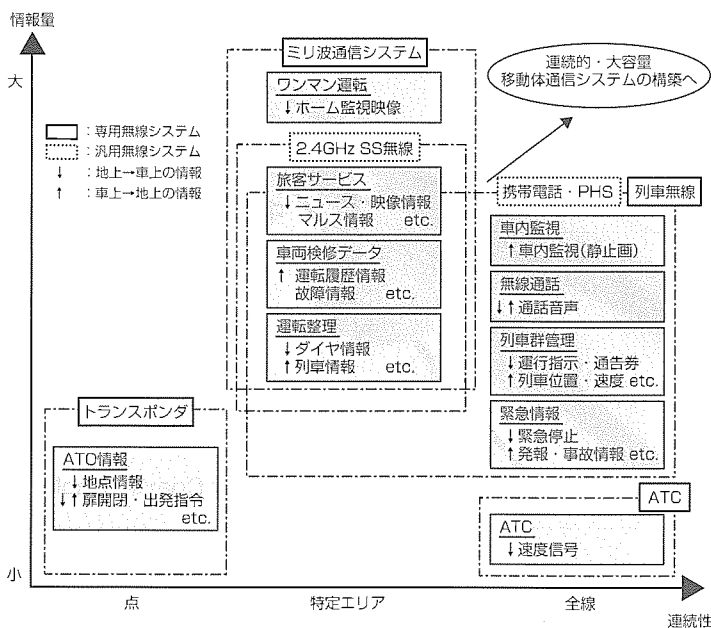 情報量
大
小
点
特定エリア
全線
連続性
：専用無線システム
：汎用無線システム
↓ ：地上→車上の情報
↑ ：車上→地上の情報
ミリ波通信システム
ワンマン運転
↓ホーム監視映像
2.4GHz SS無線
旅客サービス
↓ニュース・映像情報
マルス情報 etc.
車両検修データ
↑ 運転履歴情報
故障情報 etc.
運転整理
↓ダイヤ情報
↑列車情報 etc.
連続的・大容量
移動体通信システムの構築へ
携帯電話・PHS
列車無線
車内監視
↑車内監視(静止画)
無線通話
↓↑通話音声
列車群管理
↓運行指示・通告券
↑列車位置・速度 etc.
緊急情報
↓緊急停止
↑発報・事故情報 etc.
トランスポンダ
ATO情報
↓地点情報
↓↑扉開閉・出発指令
etc.
ATC
ATC
↓速度信号